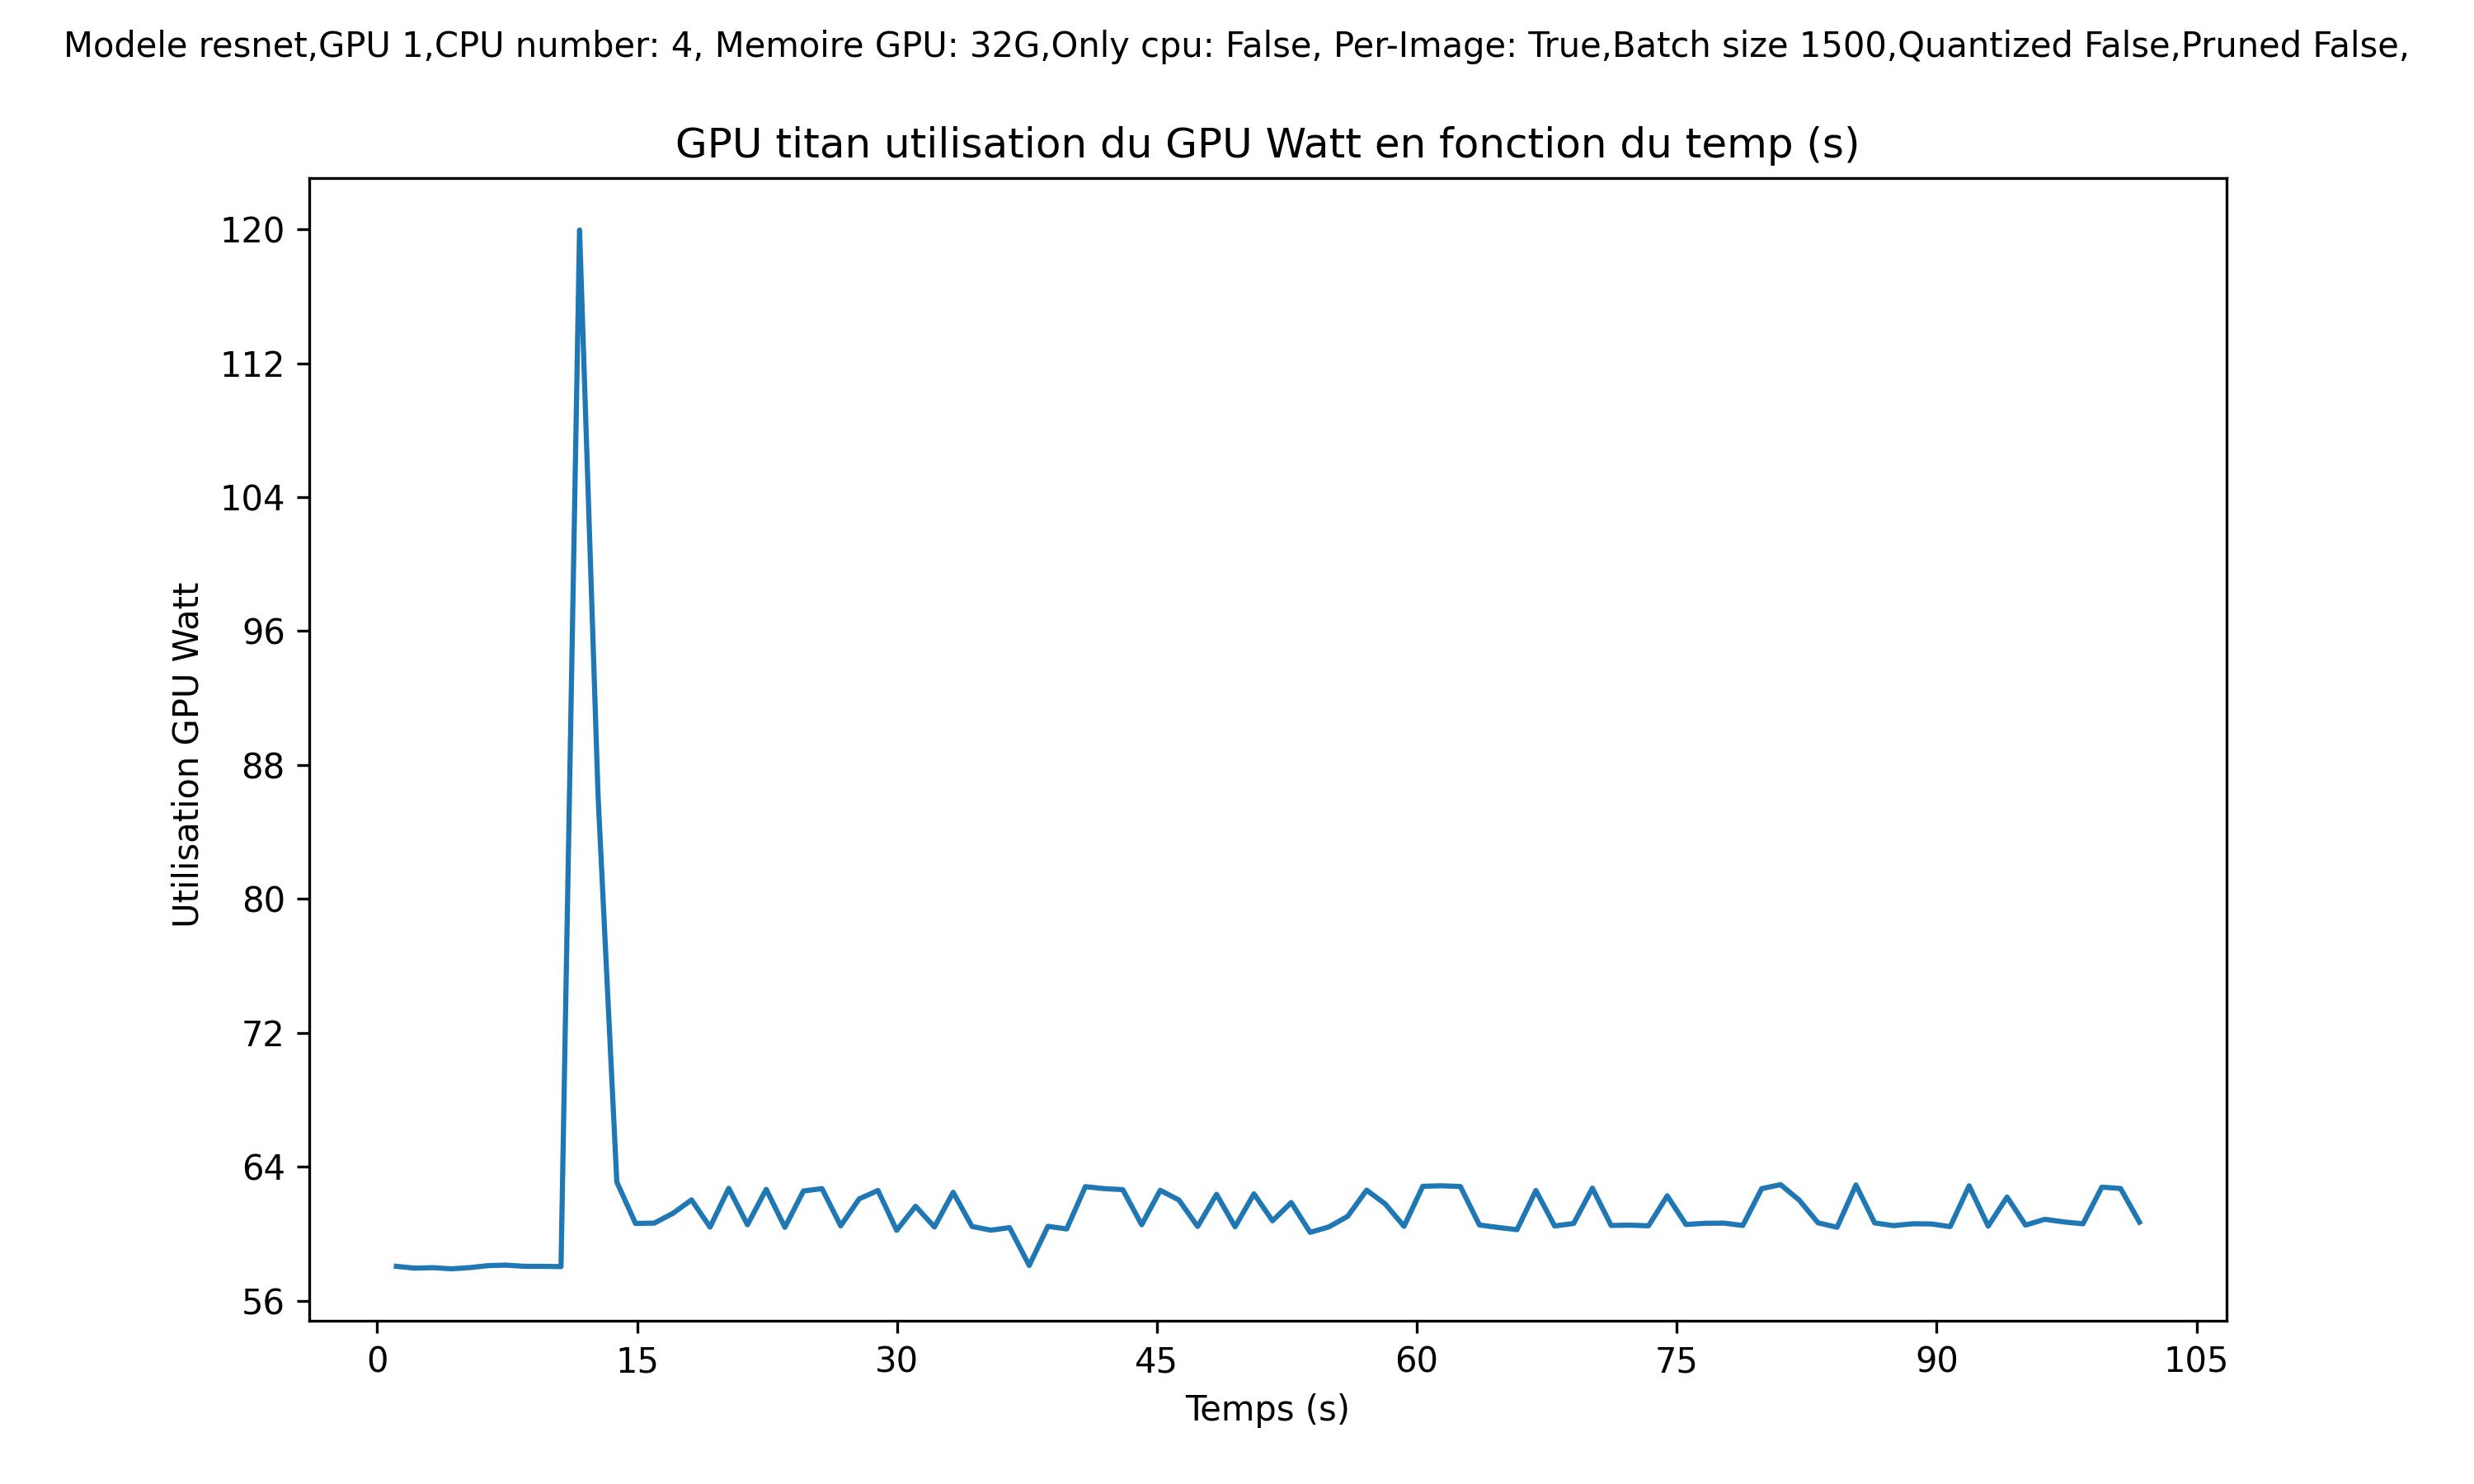 Modele resnet,GPU 1,CPU number: 4, Memoire GPU: 32G,Only cpu: False, Per-Image: True,Batch size 1500,Quantized False,Pruned False,
GPU titan utilisation du GPU Watt en fonction du temp (s)
Utilisation GPU Watt
120
112
104
96
88
80
72
64
56
0 15 30 45 60 75 90 105
Temps (s)